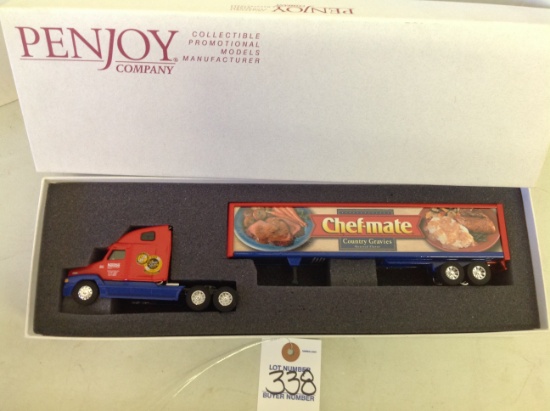 PENJOY
COMPANY
COLLECTIBLE
PROMOTIONAL
MODELS
MANUFACTURER
PENJOY
Chef-mate
Country Gravies
LOT NUMBER
338
BUYER NUMBER